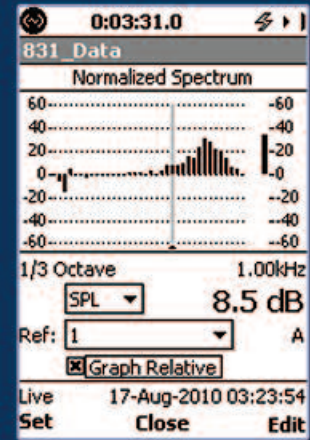 0:03:31.0
831_Data
Normalized Spectrum
60 -60
40 -40
20 -20
0 -0
-20 --20
-40 --40
-60 --60
1/3 Octave 1.00kHz
SPL 8.5 dB
Ref: 1 A
Graph Relative
Live 17-Aug-2010 03:23:54
Set Close Edit